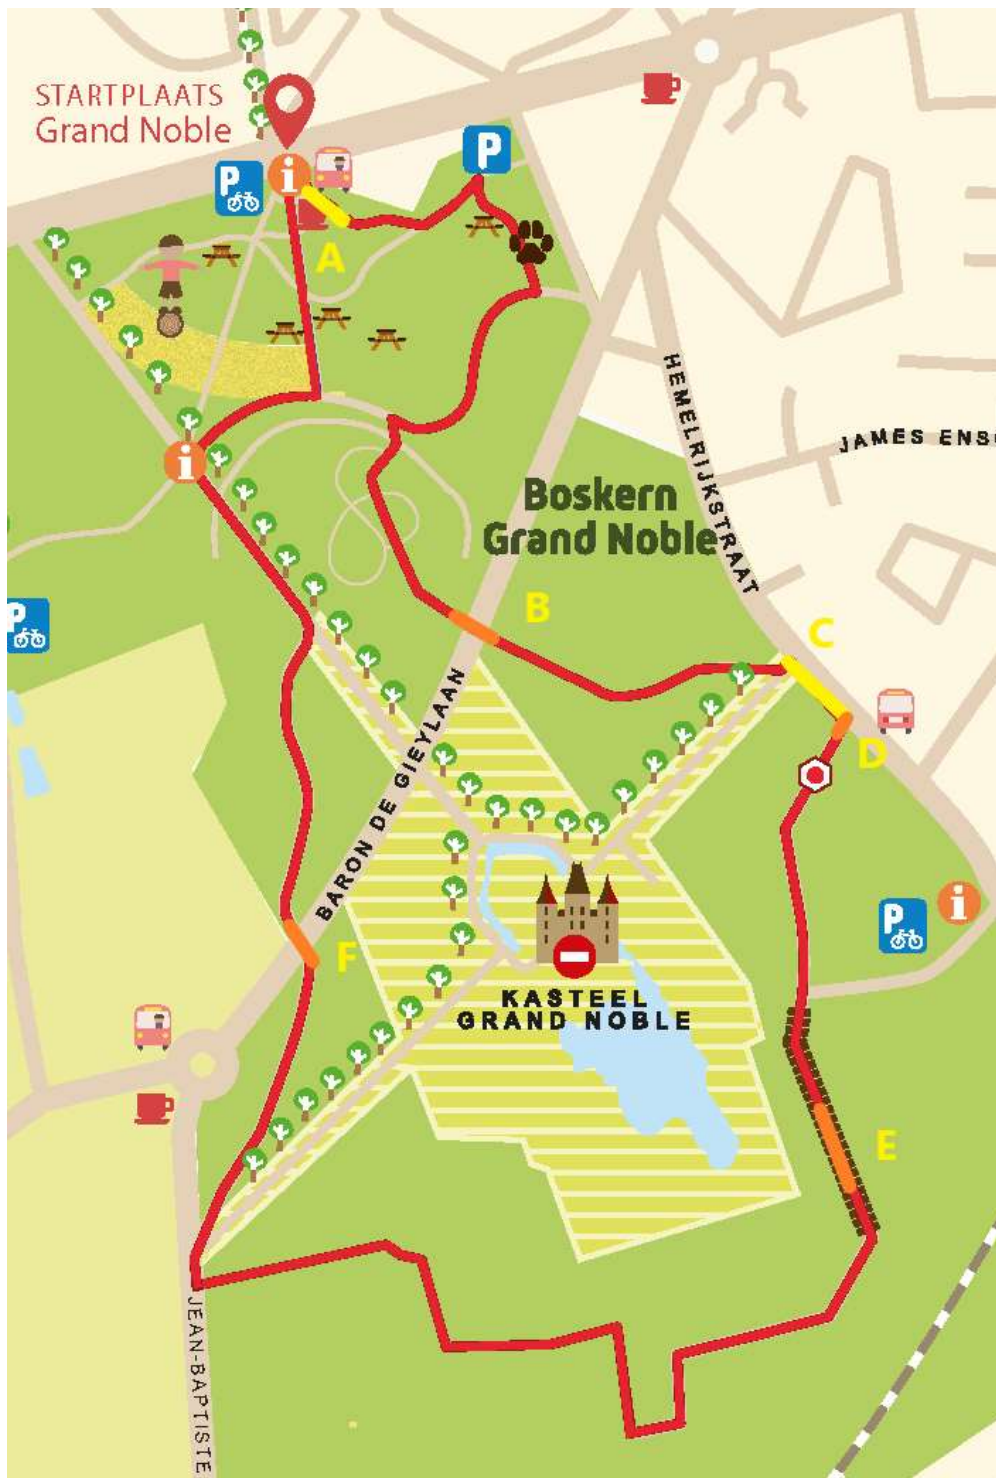 STARTPLAATS
Grand Noble
P
i
P
A
HEMELRIJKSTRAAT
JAMES ENS
i
Boskern
Grand Noble
P
B
C
BARON DE GIEYLAAN
D
P
i
F
KASTEEL
GRAND NOBLE
E
JEAN-BAPTISTE